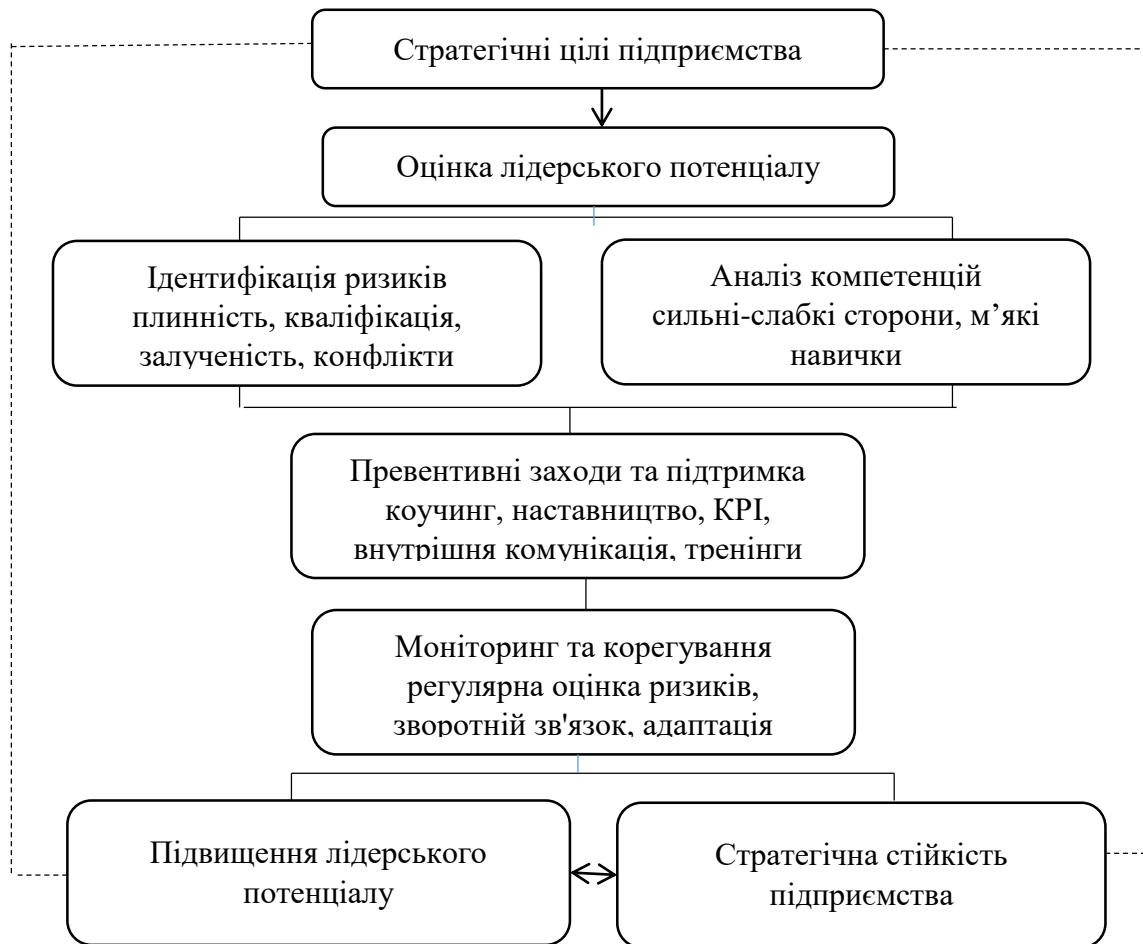 Стратегічні цілі підприємства
Оцінка лідерського потенціалу
Ідентифікація ризиків
плинність, кваліфікація,
залученість, конфлікти
Аналіз компетенцій
сильні-слабкі сторони, м’які
навички
Превентивні заходи та підтримка
коучинг, наставництво, КРІ,
внутрішня комунікація, тренінги
Моніторинг та корегування
регулярна оцінка ризиків,
зворотній зв'язок, адаптація
Підвищення лідерського
потенціалу
Стратегічна стійкість
підприємства